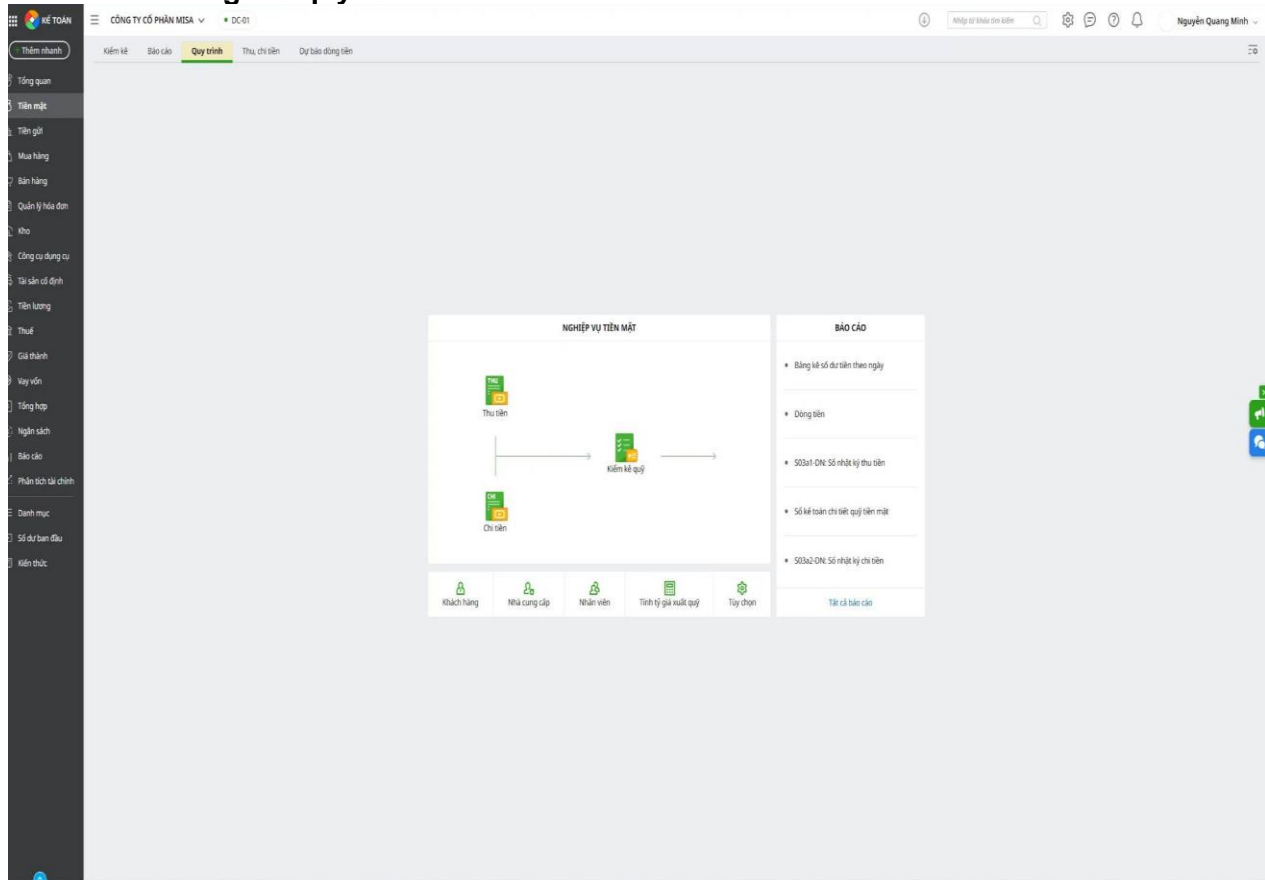 KẾ TOÁN
CÔNG TY CỔ PHẦN MISA
DC-01
Nhập từ khóa tìm kiếm
Nguyễn Quang Minh
Thêm nhanh
Kiểm kê
Báo cáo
Quy trình
Thu, chi tiền
Dự báo dòng tiền
Tổng quan
Tiền mặt
Tiền gửi
Mua hàng
Bán hàng
Quản lý hóa đơn
Kho
Công cụ dụng cụ
Tài sản cố định
Tiền lương
Thuế
Giá thành
Vay vốn
Tổng hợp
Ngân sách
Báo cáo
Phân tích tài chính
Danh mục
Số dư ban đầu
Kiến thức
NGHIỆP VỤ TIỀN MẶT
THU
Thu tiền
Kiểm kê quỹ
CHI
Chi tiền
Khách hàng
Nhà cung cấp
Nhân viên
Tính tỷ giá xuất quỹ
Tùy chọn
BÁO CÁO
Bảng kê số dư tiền theo ngày
Dòng tiền
S03a1-DN: Sổ nhật ký thu tiền
Sổ kế toán chi tiết quỹ tiền mặt
S03a2-DN: Sổ nhật ký chi tiền
Tất cả báo cáo